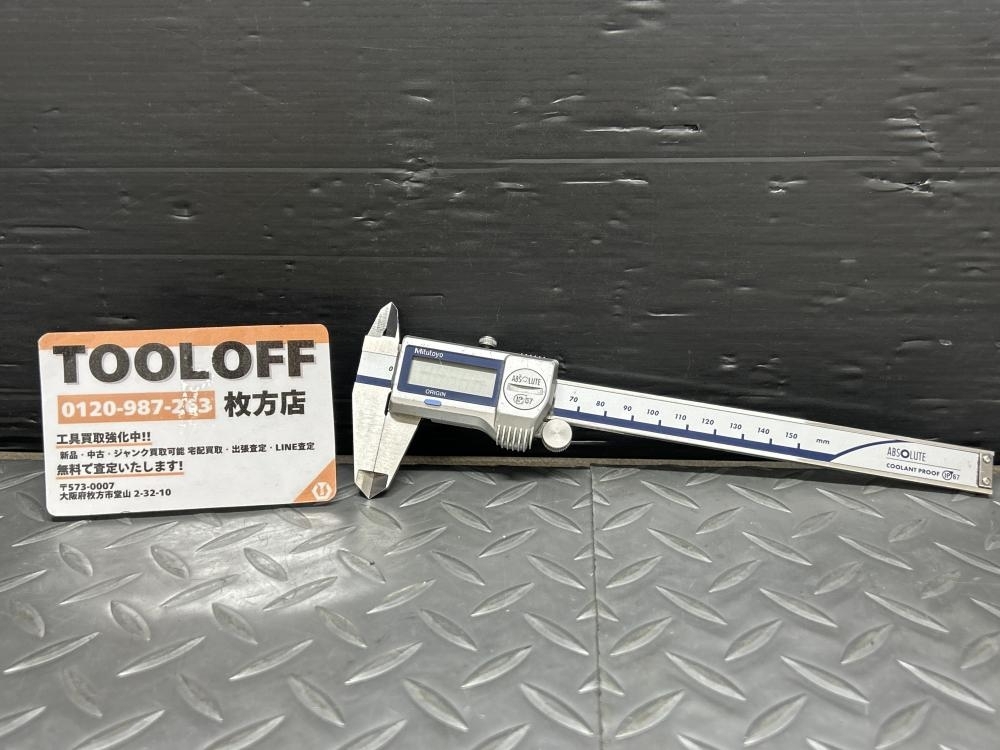 TOOLOFF
0120-987-263 枚方店
工具買取強化中!!
新品・中古・ジャンク買取可能 宅配買取・出張査定・LINE査定
無料で査定いたします!
〒573-0007
大阪府枚方市堂山 2-32-10
Mitutoyo
0
ORIGIN
ABSOLUTE
IP67
70 80 90 100 110 120 130 140 150 mm
ABSOLUTE
COOLANT PROOF IP67